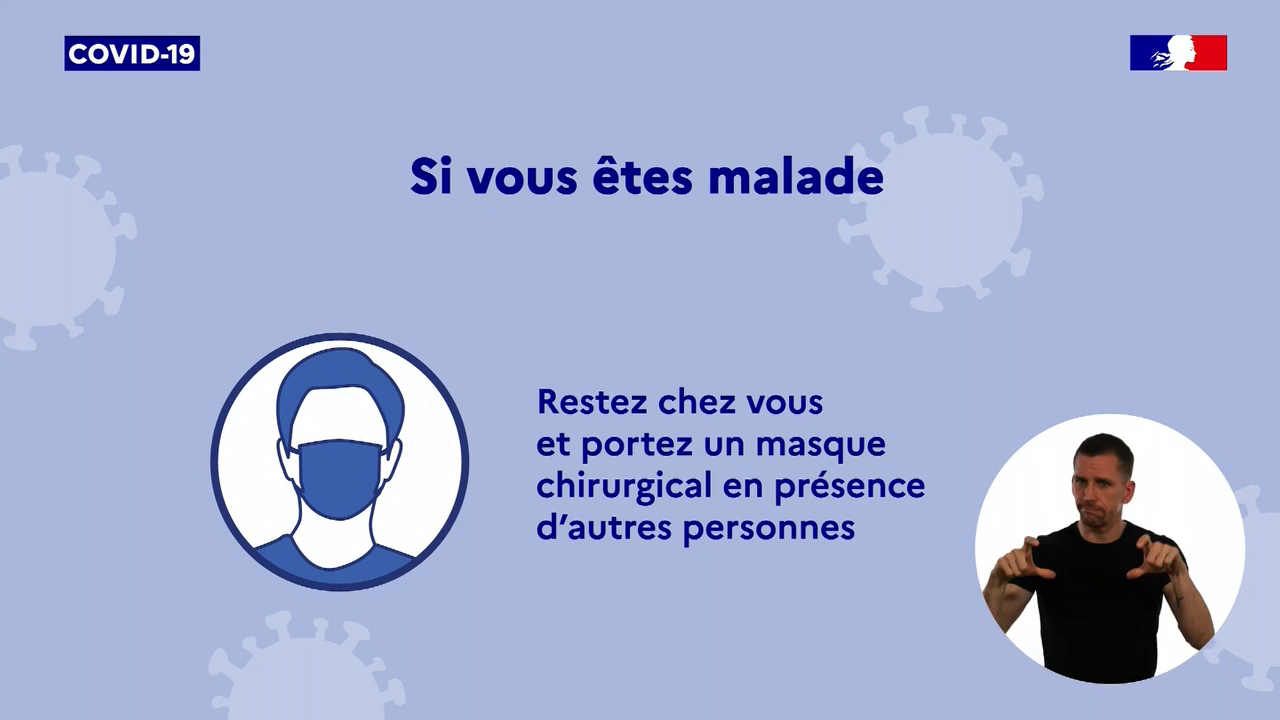 COVID-19
Si vous êtes malade
Restez chez vous
et portez un masque
chirurgical en présence
d’autres personnes